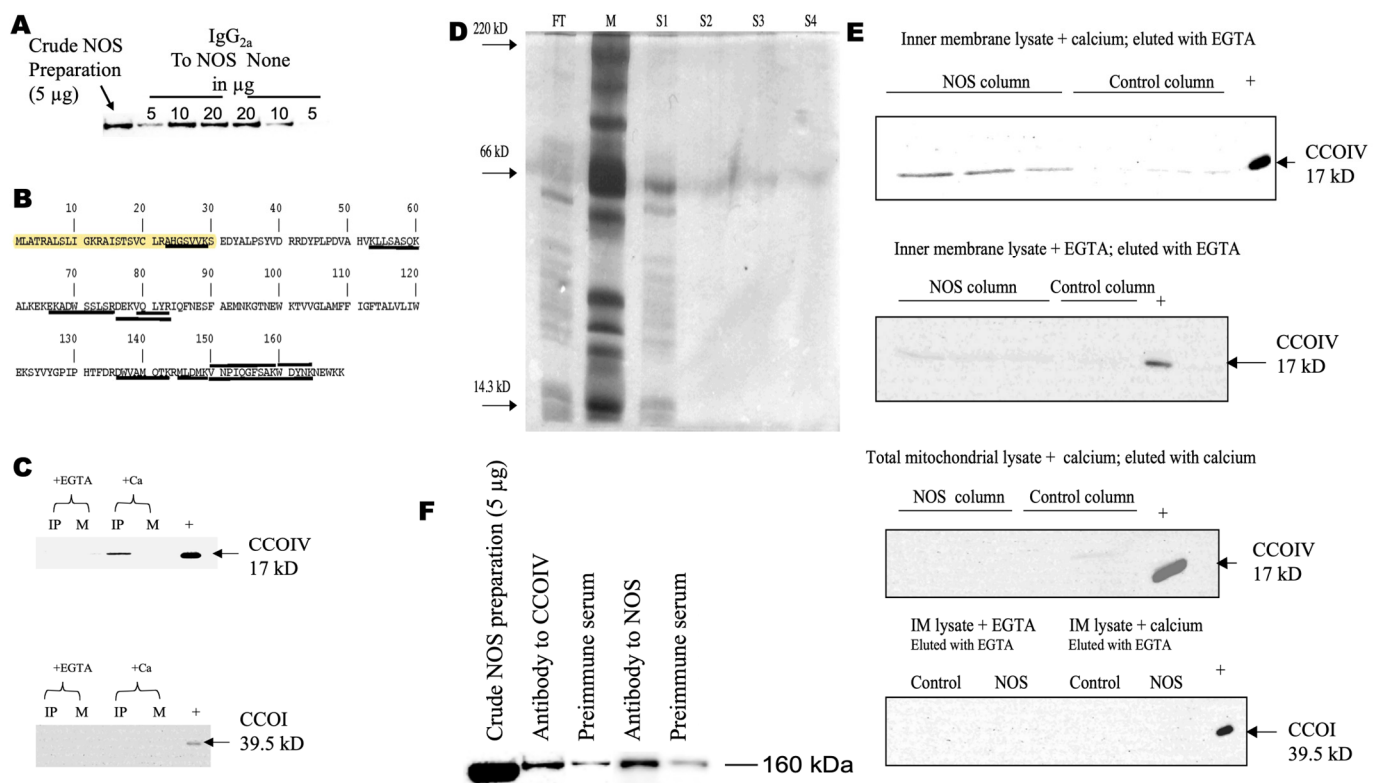 A
Crude NOS
Preparation
(5 µg)
IgG2a
To NOS None
in µg
5 10 20 20 10 5
B
10 20 30 40 50 60
MLATRALSLI GKRAISTSVC LRAHGSVVKS EDYALPSYVD RRDYPLPDVA HVKLLSASQK
70 80 90 100 110 120
ALKEKEKADW SSLSRDEKVQ LYRIQFNESF AEMNKGTNEW KTVVGLAMFF IGFTALVLIW
130 140 150 160
EKSYVYGPIP HTFDRDWVAM QTKRMLDMKV NPIQGFSAKW DYNKNEWKK
C
+EGTA +Ca
IP M IP M +
CCOIV
17 kD
+EGTA +Ca
IP M IP M +
CCOI
39.5 kD
D
FT M S1 S2 S3 S4
220 kD
66 kD
14.3 kD
E
Inner membrane lysate + calcium; eluted with EGTA
NOS column Control column +
CCOIV
17 kD
Inner membrane lysate + EGTA; eluted with EGTA
NOS column Control column +
CCOIV
17 kD
Total mitochondrial lysate + calcium; eluted with calcium
NOS column Control column +
CCOIV
17 kD
IM lysate + EGTA IM lysate + calcium
Eluted with EGTA Eluted with EGTA
Control NOS Control NOS +
CCOI
39.5 kD
F
Crude NOS preparation (5 µg)
Antibody to CCOIV
Preimmune serum
Antibody to NOS
Preimmune serum
160 kDa